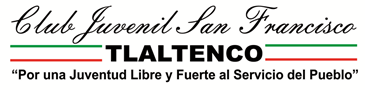 Club Juvenil San Francisco
TLALTENCO
“Por una Juventud Libre y Fuerte al Servicio del Pueblo”